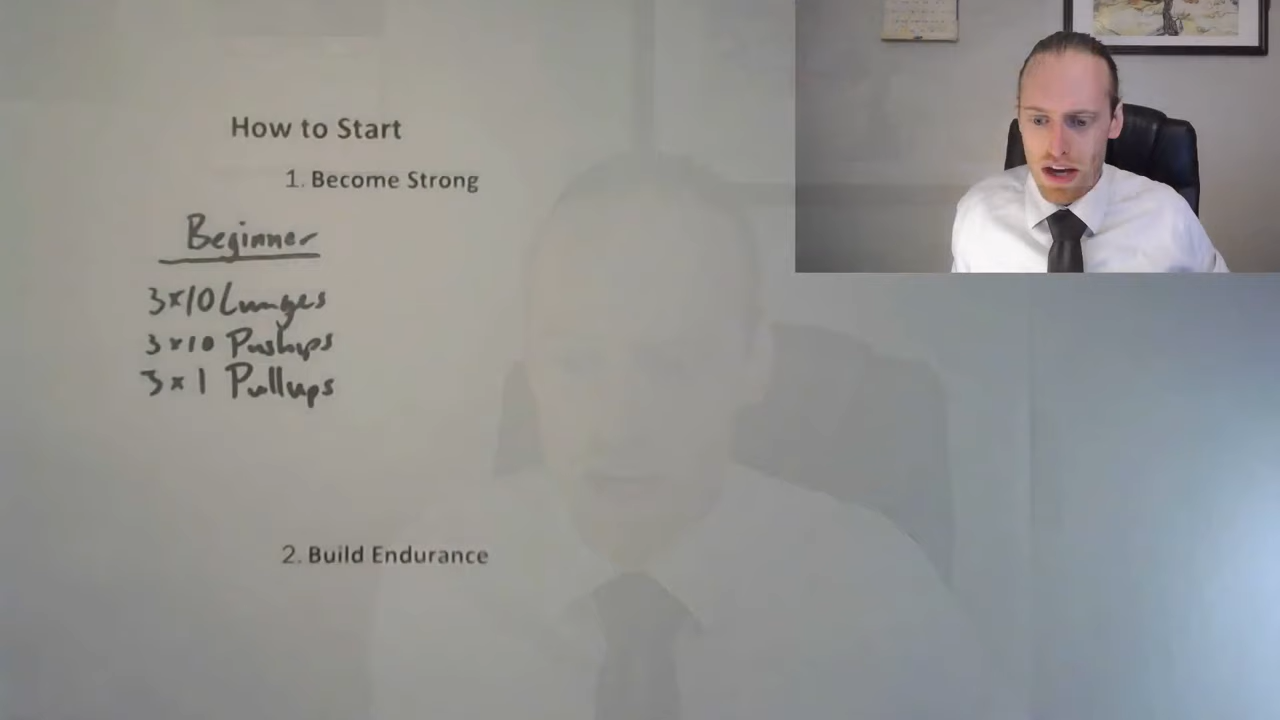 How to Start
1. Become Strong
Beginner
3x10 Lunges
3x10 Pushups
3x1 Pullups
2. Build Endurance